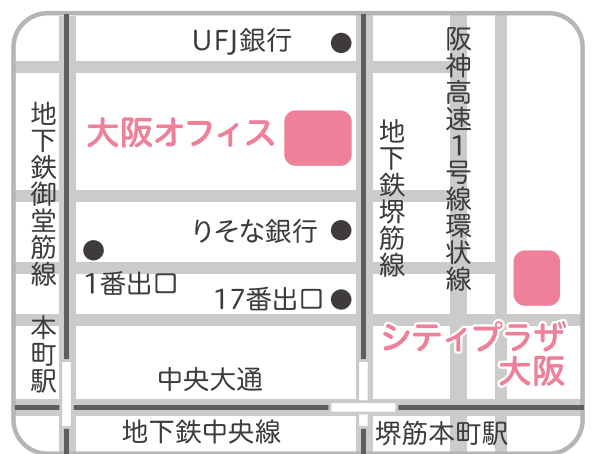 UFJ銀行
大阪オフィス
地下鉄御堂筋線
地下鉄堺筋線
阪神高速1号線環状線
りそな銀行
1番出口
17番出口
本町駅
シティプラザ
大阪
中央大通
地下鉄中央線
堺筋本町駅